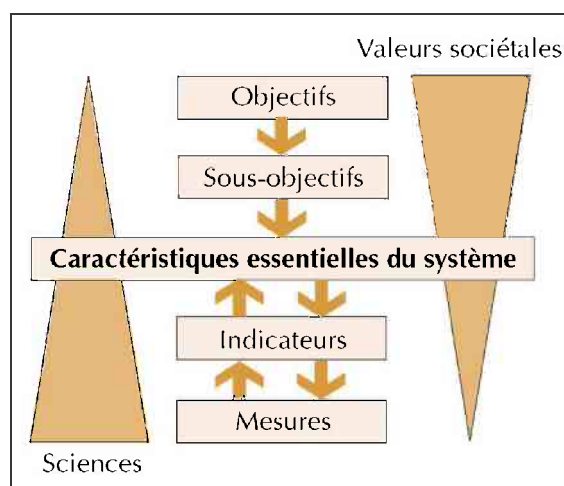 Valeurs sociétales
Objectifs
Sous-objectifs
Caractéristiques essentielles du système
Indicateurs
Mesures
Sciences